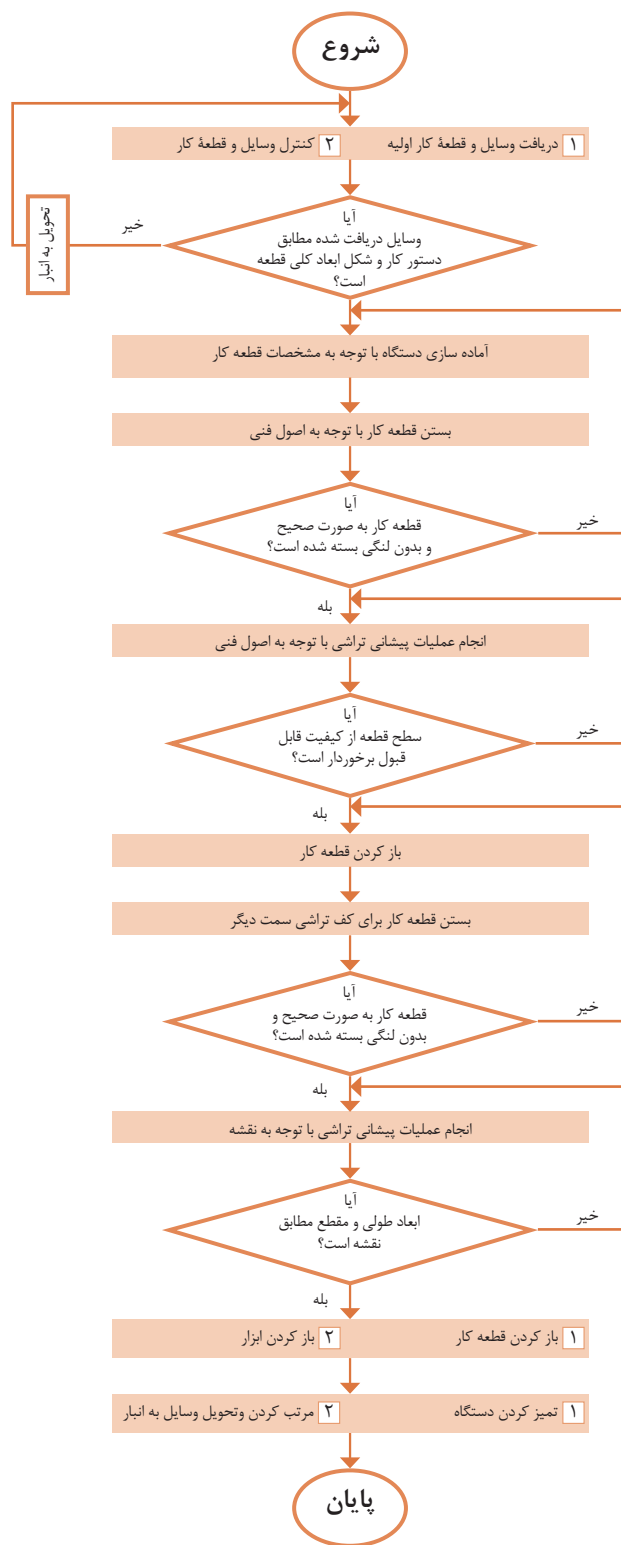 شروع
۱ دریافت وسایل و قطعهٔ کار اولیه ۲ کنترل وسایل و قطعهٔ کار
آیا
وسایل دریافت شده مطابق
دستور کار و شکل ابعاد کلی قطعه
است؟
خیر
تحویل به انبار
آماده سازی دستگاه با توجه به مشخصات قطعه کار
بستن قطعه کار با توجه به اصول فنی
آیا
قطعه کار به صورت صحیح
و بدون لنگی بسته شده است؟
خیر
بله
انجام عملیات پیشانی تراشی با توجه به اصول فنی
آیا
سطح قطعه از کیفیت قابل
قبول برخوردار است؟
خیر
بله
باز کردن قطعه کار
بستن قطعه کار برای کف تراشی سمت دیگر
آیا
قطعه کار به صورت صحیح و
بدون لنگی بسته شده است؟
خیر
بله
انجام عملیات پیشانی تراشی با توجه به نقشه
آیا
ابعاد طولی و مقطع مطابق
نقشه است؟
خیر
بله
۱ باز کردن قطعه کار ۲ باز کردن ابزار
۱ تمیز کردن دستگاه ۲ مرتب کردن وتحویل وسایل به انبار
پایان